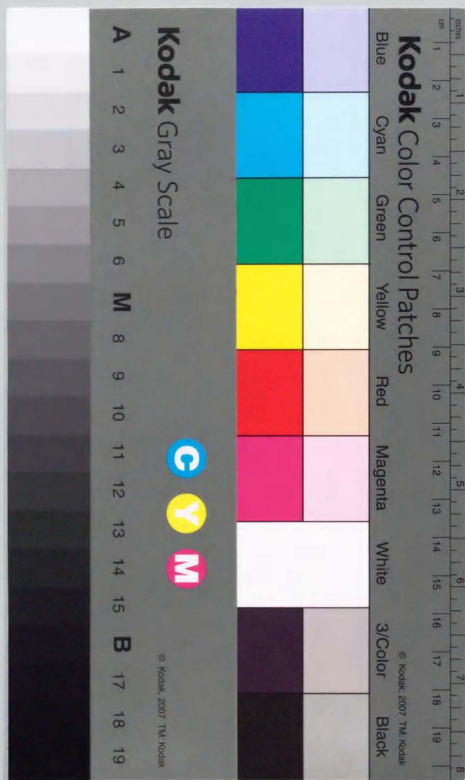 inches 1 2 3 4 5 6 7 8
cm 1 2 3 4 5 6 7 8 9 10 11 12 13 14 15 16 17 18 19
Kodak Color Control Patches
© Kodak, 2007 TM: Kodak
Blue Cyan Green Yellow Red Magenta White 3/Color Black
Kodak Gray Scale
C Y M
© Kodak, 2007 TM: Kodak
A 1 2 3 4 5 6 M 8 9 10 11 12 13 14 15 B 17 18 19